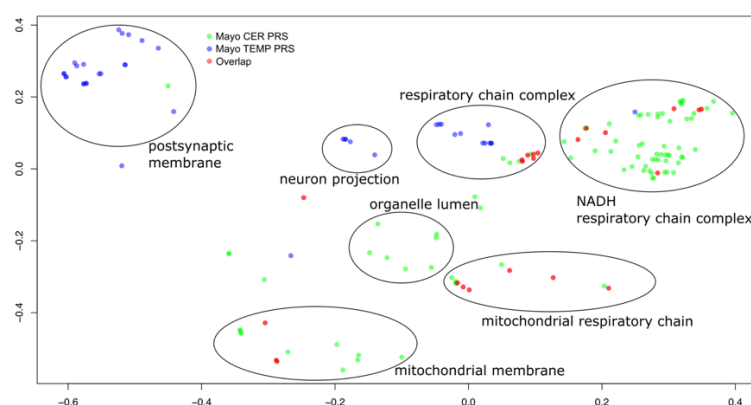 0.4
0.2
0.0
−0.2
−0.4
Mayo CER PRS
Mayo TEMP PRS
Overlap
postsynaptic
membrane
respiratory chain complex
neuron projection
NADH
respiratory chain complex
organelle lumen
mitochondrial respiratory chain
mitochondrial membrane
−0.6
−0.4
−0.2
0.0
0.2
0.4